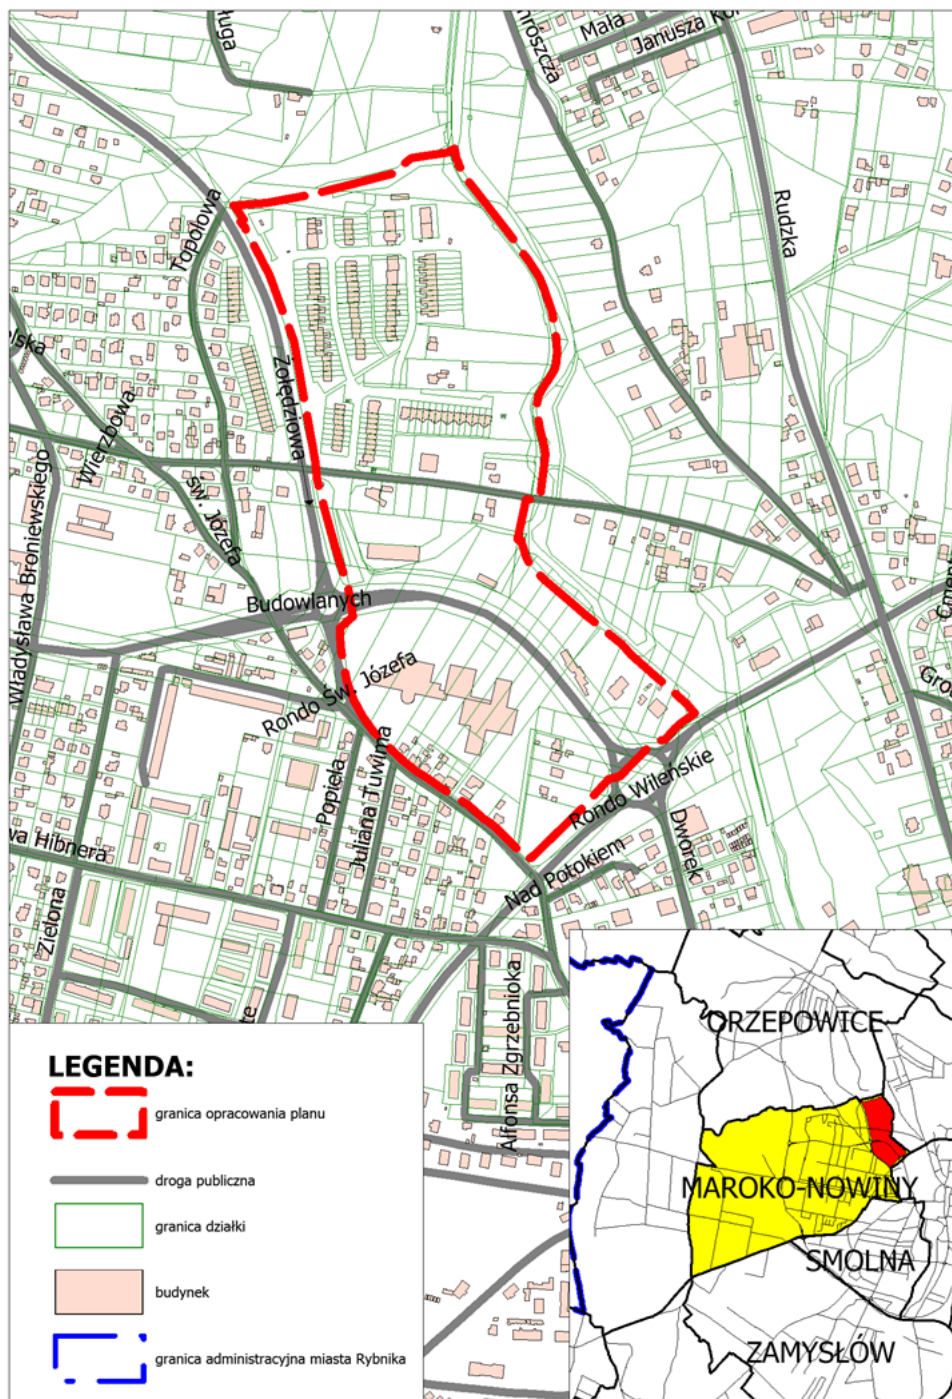 Mała
Rudzka
Topolowa
Żołędziowa
Wierzbowa
Władysława Broniewskiego
św. Józefa
Budowlanych
Rondo Św. Józefa
Popiela
Juliana Tuwima
Rondo Wileńskie
Dworek
Nad Potokiem
wa Hibnera
Zielona
Alfonsa Zgrzebnioka
LEGENDA:
granica opracowania planu
droga publiczna
granica działki
budynek
granica administracyjna miasta Rybnika
ORZEPOWICE
MAROKO-NOWINY
SMOLNA
ZAMYSŁÓW